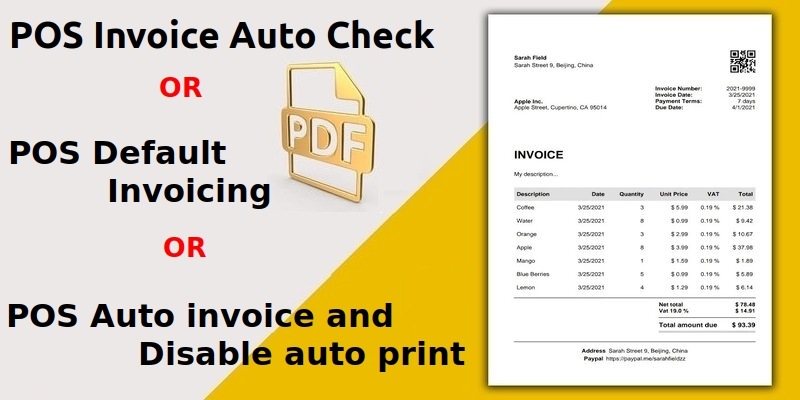 POS Invoice Auto Check
OR
PDF
POS Default
Invoicing
OR
POS Auto invoice and
Disable auto print
Sarah Field
Sarah Street 9, Beijing, China
Invoice Number: 2021-9999
Invoice Date: 3/25/2021
Payment Terms: 7 days
Due Date: 4/1/2021
Apple Inc.
Apple Street, Cupertino, CA 95014
INVOICE
My description...
Description Date Quantity Unit Price VAT Total
Coffee 3/25/2021 3 $ 5.99 0.19 % $ 21.38
Water 3/25/2021 8 $ 0.99 0.19 % $ 9.42
Orange 3/25/2021 3 $ 2.99 0.19 % $ 10.67
Apple 3/25/2021 8 $ 3.99 0.19 % $ 37.98
Mango 3/25/2021 1 $ 1.59 0.19 % $ 1.89
Blue Berries 3/25/2021 5 $ 0.99 0.19 % $ 5.89
Lemon 3/25/2021 4 $ 1.29 0.19 % $ 6.14
Net total $ 78.48
Vat 19.0 % $ 14.91
Total amount due $ 93.39
Address Sarah Street 9, Beijing, China
Paypal https://paypal.me/sarahfieldzz